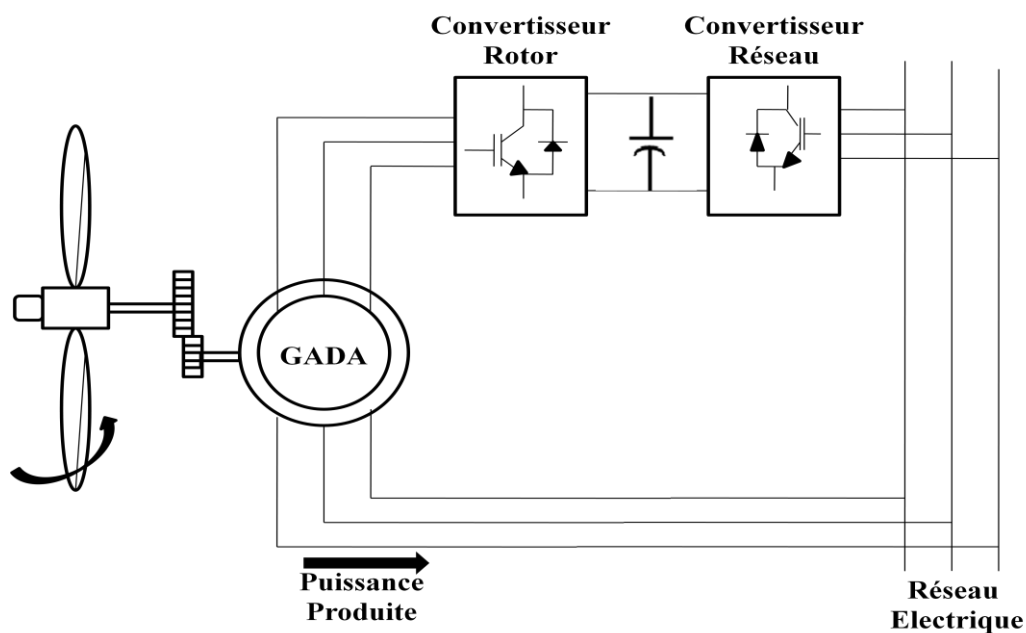 Convertisseur
Rotor
Convertisseur
Réseau
GADA
Puissance
Produite
Réseau
Electrique